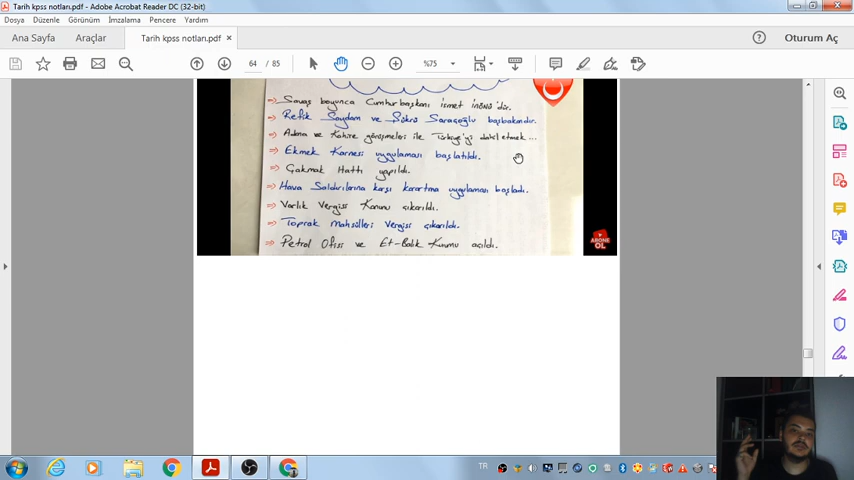 Tarih kpss notları.pdf - Adobe Acrobat Reader DC (32-bit)
Dosya Düzenle Görünüm İmzalama Pencere Yardım
Ana Sayfa Araçlar Tarih kpss notları.pdf × Oturum Aç
64 / 85 %75
⇒ Savaş boyunca Cumhurbaşkanı İsmet İNÖNÜ'dür.
⇒ Refik Saydam ve Şükrü Saraçoğlu başbakandır.
⇒ Adana ve Kahire görüşmeleri ile Türkiye'yi dahil etmek...
⇒ Ekmek Karnesi uygulaması başlatıldı.
⇒ Çakmak Hattı yapıldı.
⇒ Hava Saldırılarına karşı karartma uygulaması başladı.
⇒ Varlık Vergisi Kanunu çıkarıldı.
⇒ Toprak Mahsülleri Vergisi çıkarıldı.
⇒ Petrol Ofisi ve Et-Balık Kurumu açıldı.
ABONE OL
TR